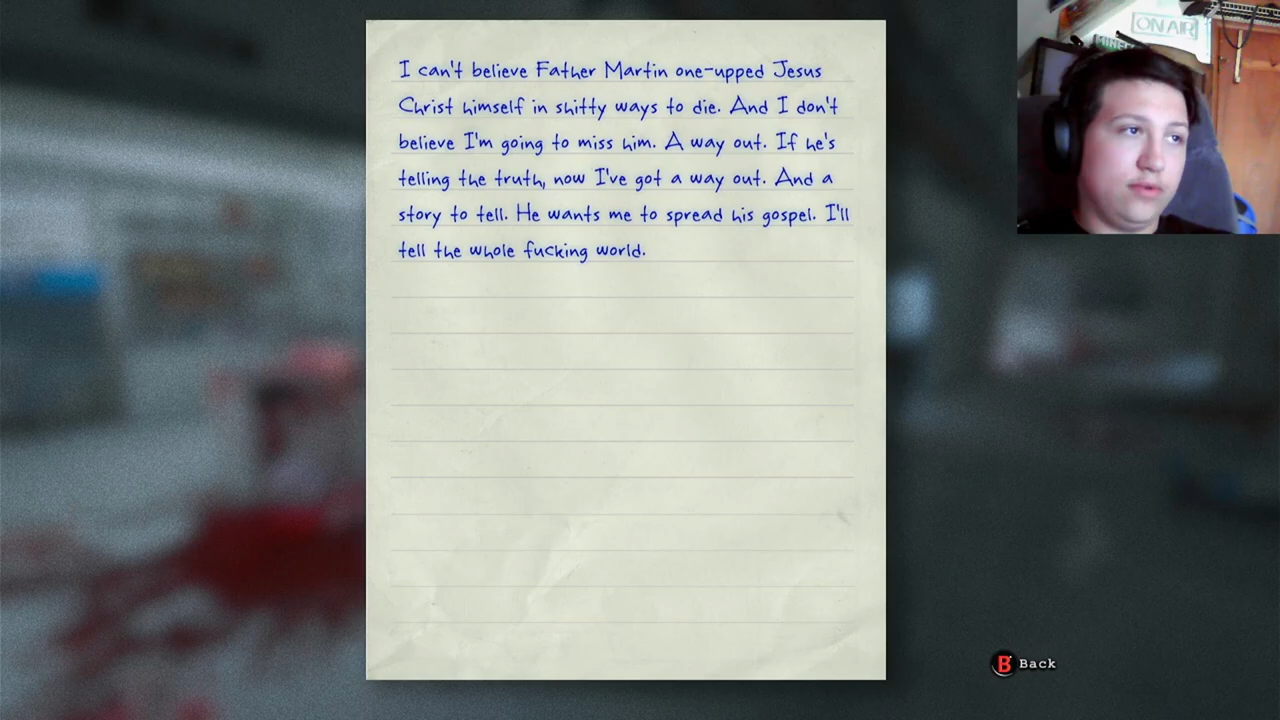 I can't believe Father Martin one-upped Jesus
Christ himself in shitty ways to die. And I don't
believe I'm going to miss him. A way out. If he's
telling the truth, now I've got a way out. And a
story to tell. He wants me to spread his gospel. I'll
tell the whole fucking world.
ON AIR
B Back